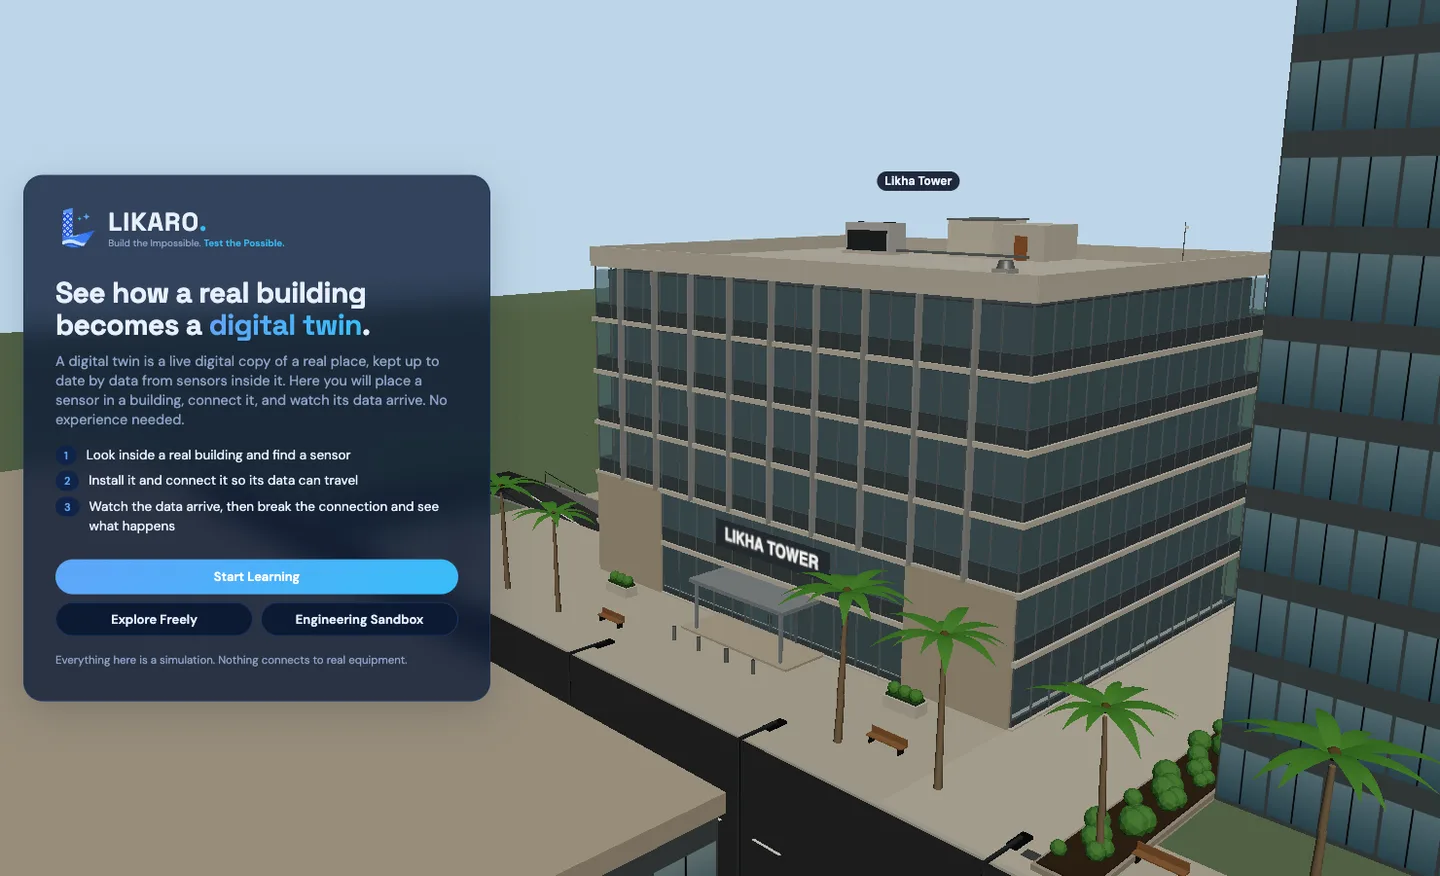 LIKARO.
Build the Impossible. Test the Possible.
See how a real building
becomes a digital twin.
A digital twin is a live digital copy of a real place, kept up to
date by data from sensors inside it. Here you will place a
sensor in a building, connect it, and watch its data arrive. No
experience needed.
1 Look inside a real building and find a sensor
2 Install it and connect it so its data can travel
3 Watch the data arrive, then break the connection and see
what happens
Start Learning
Explore Freely
Engineering Sandbox
Everything here is a simulation. Nothing connects to real equipment.
Likha Tower
LIKHA TOWER